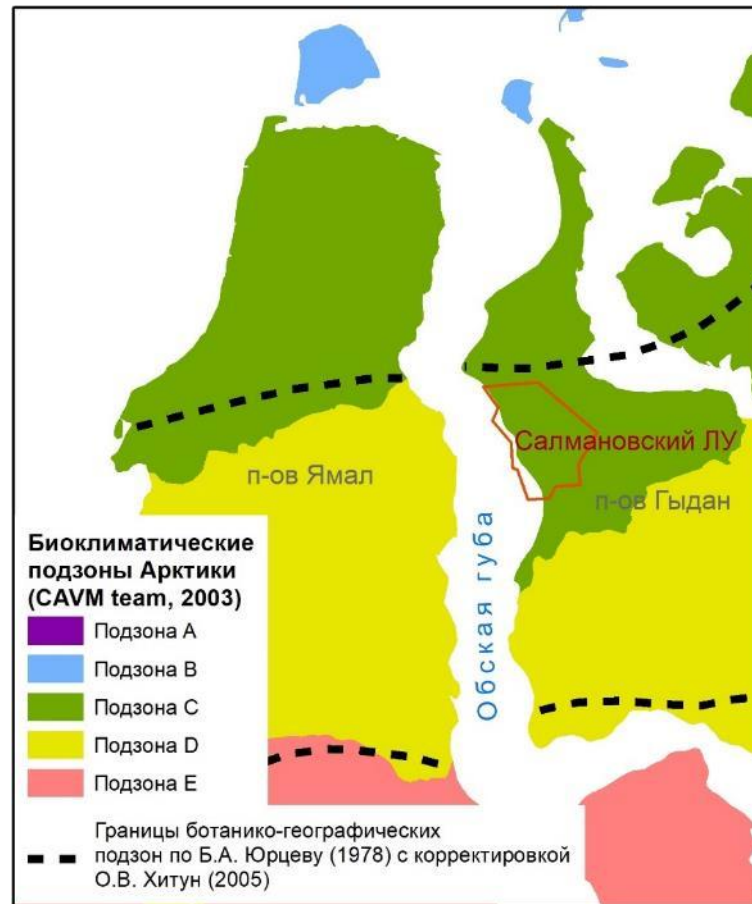 Салмановский ЛУ
п-ов Ямал
п-ов Гыдан
Обская губа
Биоклиматические
подзоны Арктики
(CAVM team, 2003)
Подзона A
Подзона B
Подзона C
Подзона D
Подзона E
Границы ботанико-географических
подзон по Б.А. Юрцеву (1978) с корректировкой
О.В. Хитун (2005)